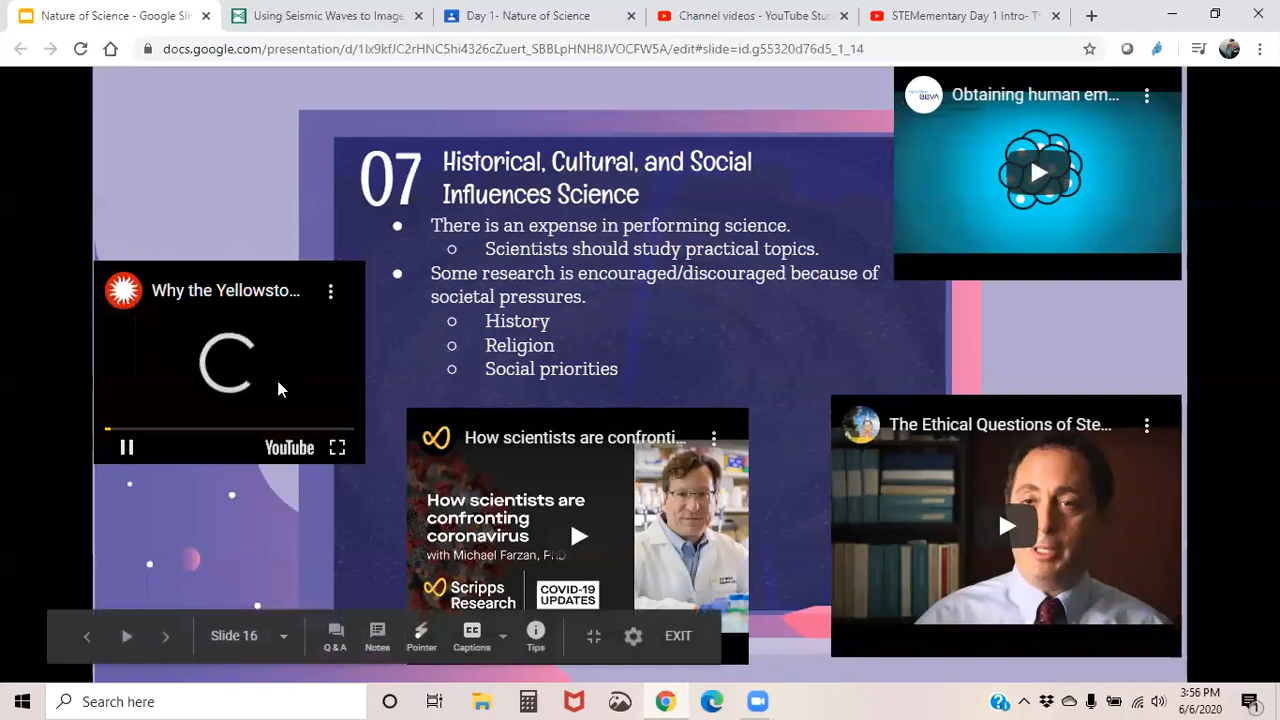 Nature of Science - Google Sli
Using Seismic Waves to Image
Day 1- Nature of Science
Channel videos - YouTube Stu
STEMementary Day 1 Intro- T
docs.google.com/presentation/d/1lx9kfJC2rHNC5hi4326cZuert_SBBLpHNH8JVOCFW5A/edit#slide=id.g55320d76d5_1_14
BBVA
Obtaining human em...
07
Historical, Cultural, and Social
Influences Science
● There is an expense in performing science.
○ Scientists should study practical topics.
● Some research is encouraged/discouraged because of
societal pressures.
○ History
○ Religion
○ Social priorities
Why the Yellowsto...
YouTube
How scientists are confronti...
How scientists are
confronting
coronavirus
with Michael Farzan, PhD
Scripps
Research
COVID-19
UPDATES
The Ethical Questions of Ste...
Slide 16
Q & A
Notes
Pointer
Captions
Tips
EXIT
Search here
3:56 PM
6/6/2020